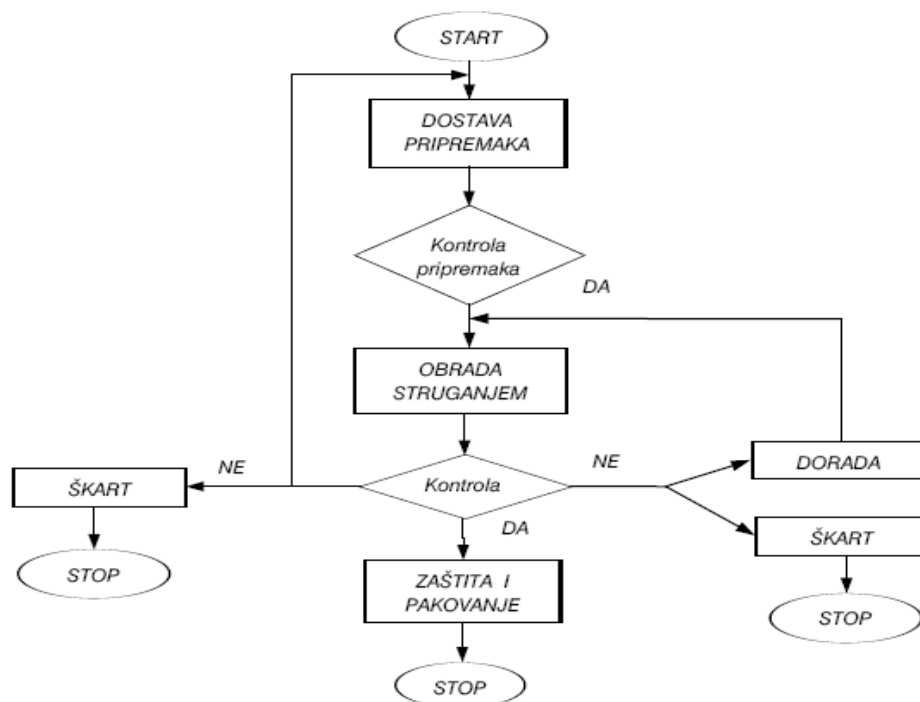 START
DOSTAVA
PRIPREMAKA
Kontrola
pripremaka
DA
OBRADA
STRUGANJEM
NE
NE
DORADA
ŠKART
Kontrola
DA
ŠKART
STOP
ZAŠTITA I
PAKOVANJE
STOP
STOP